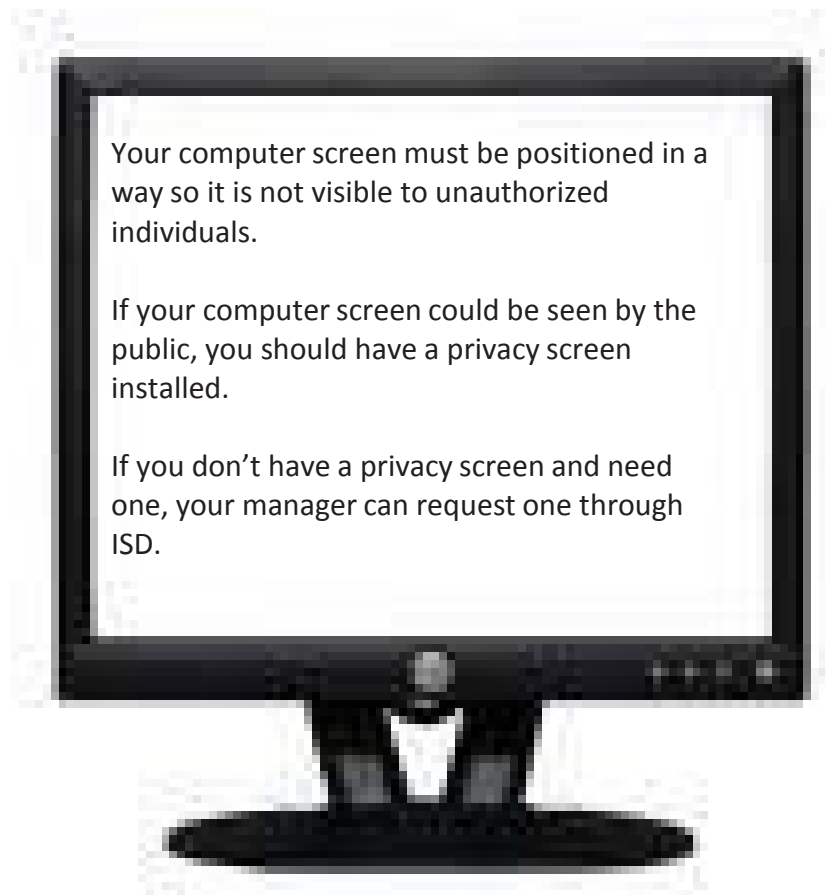 Your computer screen must be positioned in a
way so it is not visible to unauthorized
individuals.
If your computer screen could be seen by the
public, you should have a privacy screen
installed.
If you don’t have a privacy screen and need
one, your manager can request one through
ISD.